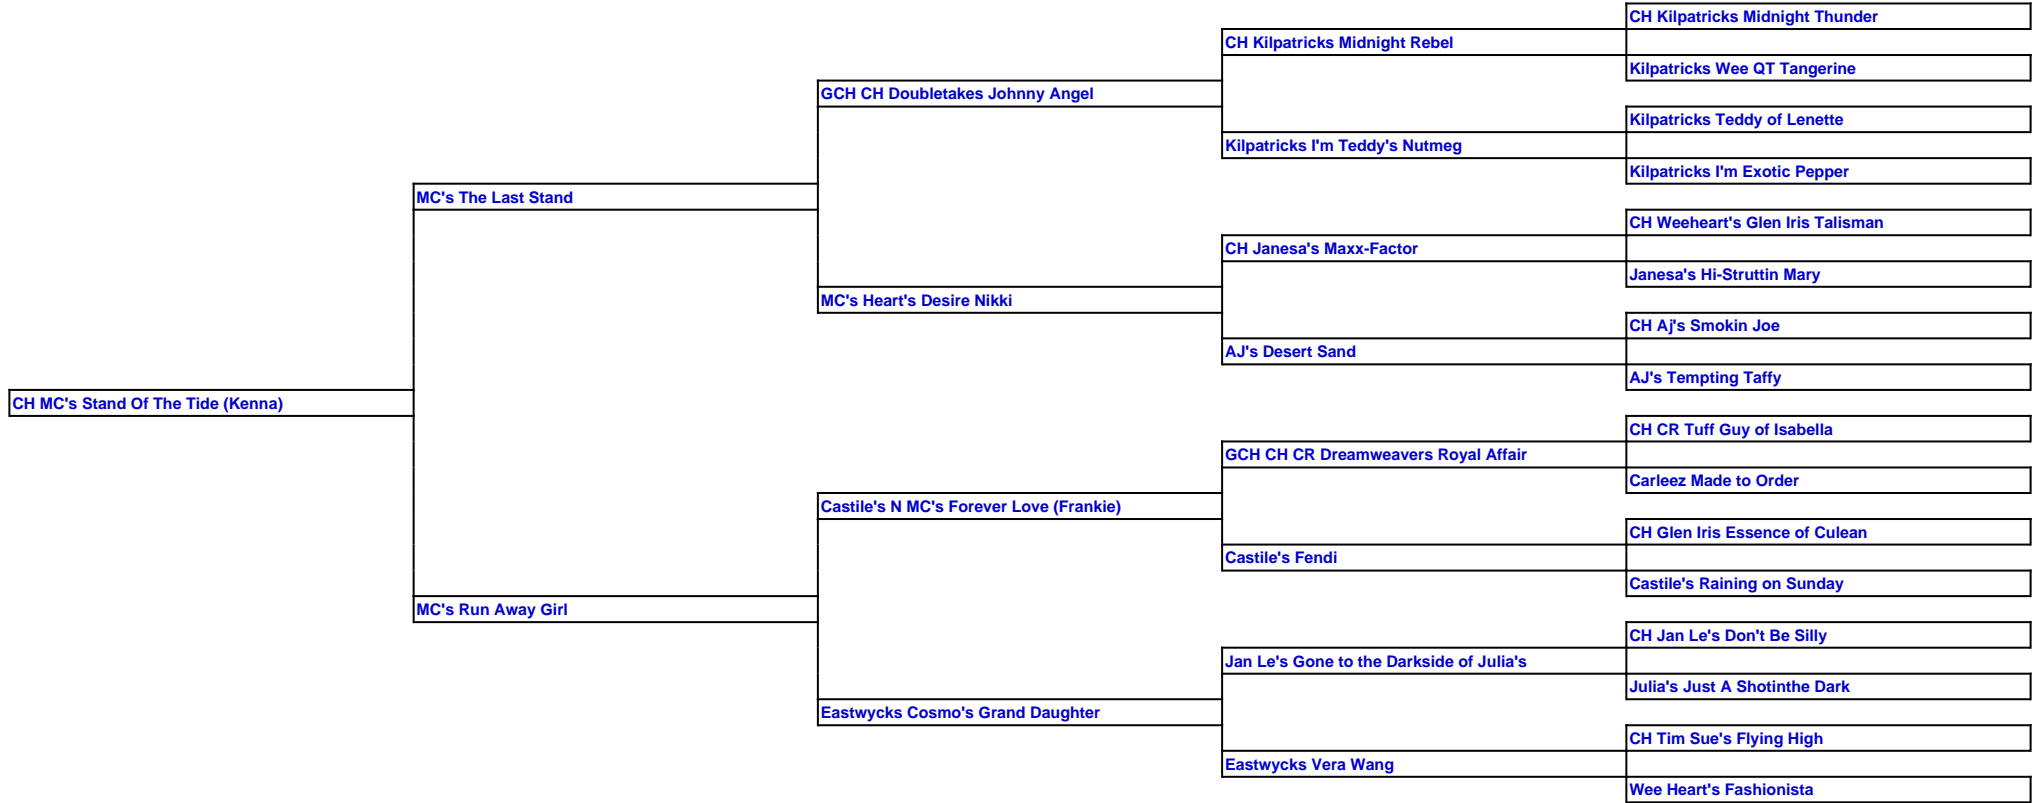 CH Kilpatricks Midnight Thunder
CH Kilpatricks Midnight Rebel
Kilpatricks Wee QT Tangerine
GCH CH Doubletakes Johnny Angel
Kilpatricks Teddy of Lenette
Kilpatricks I'm Teddy's Nutmeg
Kilpatricks I'm Exotic Pepper
MC's The Last Stand
CH Weeheart's Glen Iris Talisman
CH Janesa's Maxx-Factor
Janesa's Hi-Struttin Mary
MC's Heart's Desire Nikki
CH Aj's Smokin Joe
AJ's Desert Sand
AJ's Tempting Taffy
CH MC's Stand Of The Tide (Kenna)
CH CR Tuff Guy of Isabella
GCH CH CR Dreamweavers Royal Affair
Carleez Made to Order
Castile's N MC's Forever Love (Frankie)
CH Glen Iris Essence of Culean
Castile's Fendi
Castile's Raining on Sunday
MC's Run Away Girl
CH Jan Le's Don't Be Silly
Jan Le's Gone to the Darkside of Julia's
Julia's Just A Shotinthe Dark
Eastwycks Cosmo's Grand Daughter
CH Tim Sue's Flying High
Eastwycks Vera Wang
Wee Heart's Fashionista